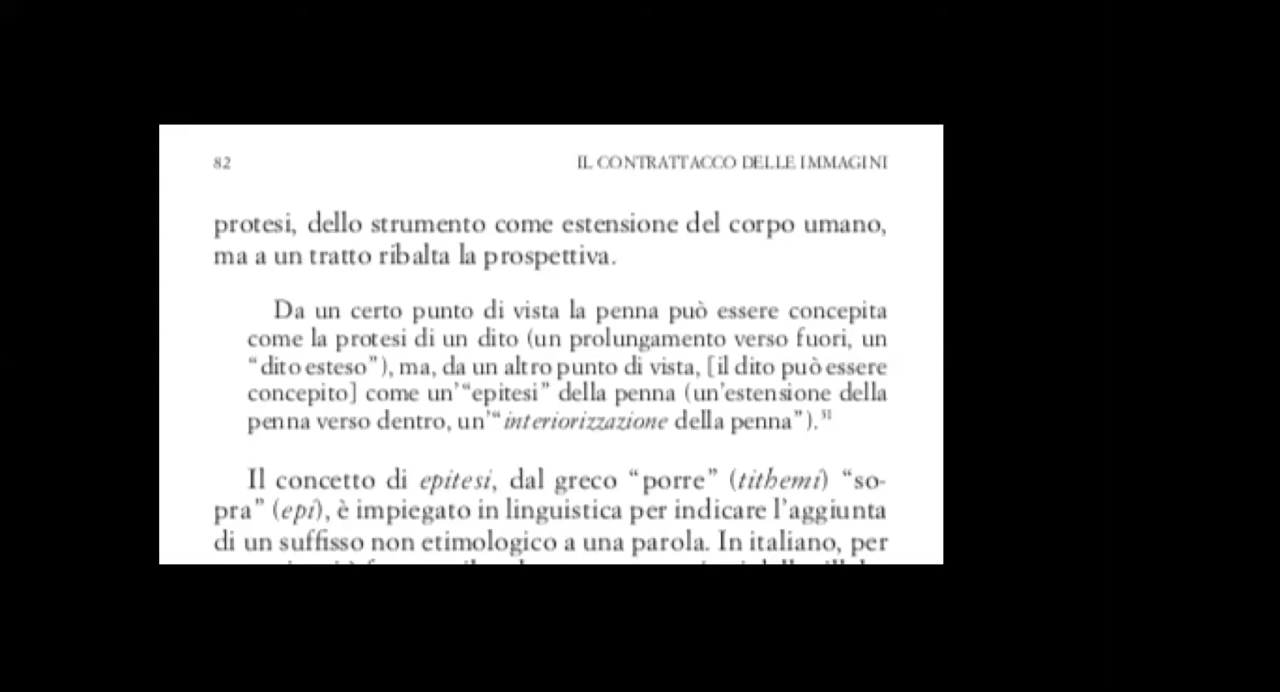 82
IL CONTRATTACCO DELLE IMMAGINI
protesi, dello strumento come estensione del corpo umano,
ma a un tratto ribalta la prospettiva.
Da un certo punto di vista la penna può essere concepita
come la protesi di un dito (un prolungamento verso fuori, un
“dito esteso”), ma, da un altro punto di vista, [il dito può essere
concepito] come un’“epitesi” della penna (un’estensione della
penna verso dentro, un’“interiorizzazione della penna”).³¹
Il concetto di epitesi, dal greco “porre” (tithemi) “so-
pra” (epi), è impiegato in linguistica per indicare l’aggiunta
di un suffisso non etimologico a una parola. In italiano, per